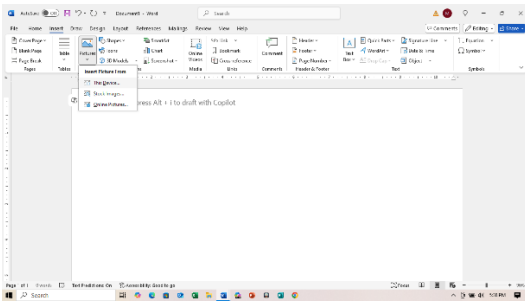 AutoSave Off Document1 - Word Search
File Home Insert Draw Design Layout References Mailings Review View Help
Comments Editing Share
Cover Page
Blank Page
Page Break
Pages
Table
Tables
Pictures
Shapes
Icons
3D Models
SmartArt
Chart
Screenshot
Online Videos
Media
Link
Bookmark
Cross-reference
Links
Comment
Comments
Header
Footer
Page Number
Header & Footer
Text Box
Quick Parts
WordArt
Drop Cap
Signature Line
Date & Time
Object
Text
Equation
Symbol
Symbols
Insert Picture From
This Device...
Stock Images...
Online Pictures...
press Alt + i to draft with Copilot
Page 1 of 1 0 words Text Predictions: On Accessibility: Good to go Focus
Search